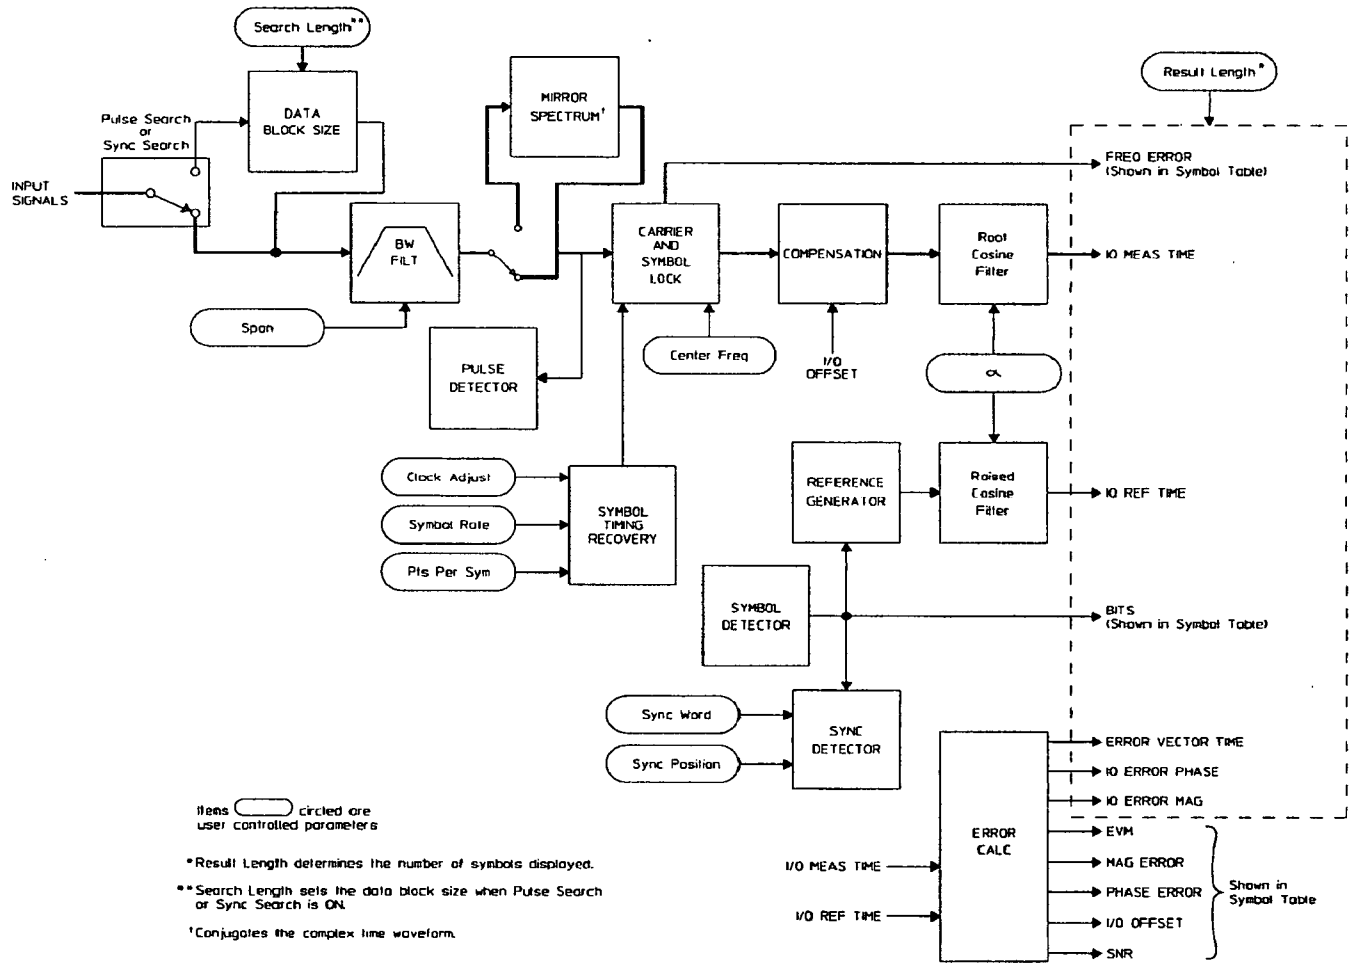 Search Length**
Result Length*
DATA
BLOCK SIZE
MIRROR
SPECTRUM†
Pulse Search
or
Sync Search
INPUT
SIGNALS
FREQ ERROR
(Shown in Symbol Table)
BW
FILT
CARRIER
AND
SYMBOL
LOCK
COMPENSATION
Root
Cosine
Filter
IQ MEAS TIME
Span
PULSE
DETECTOR
Center Freq
I/Q
OFFSET
α
Clock Adjust
Symbol Rate
Pts Per Sym
SYMBOL
TIMING
RECOVERY
REFERENCE
GENERATOR
Raised
Cosine
Filter
IQ REF TIME
SYMBOL
DETECTOR
BITS
(Shown in Symbol Table)
Sync Word
Sync Position
SYNC
DETECTOR
ERROR
CALC
ERROR VECTOR TIME
IQ ERROR PHASE
IQ ERROR MAG
EVM
MAG ERROR
PHASE ERROR
I/Q OFFSET
SNR
Shown in
Symbol Table
I/Q MEAS TIME
I/Q REF TIME
Items circled are
user controlled parameters
*Result Length determines the number of symbols displayed.
**Search Length sets the data block size when Pulse Search
or Sync Search is ON.
†Conjugates the complex time waveform.